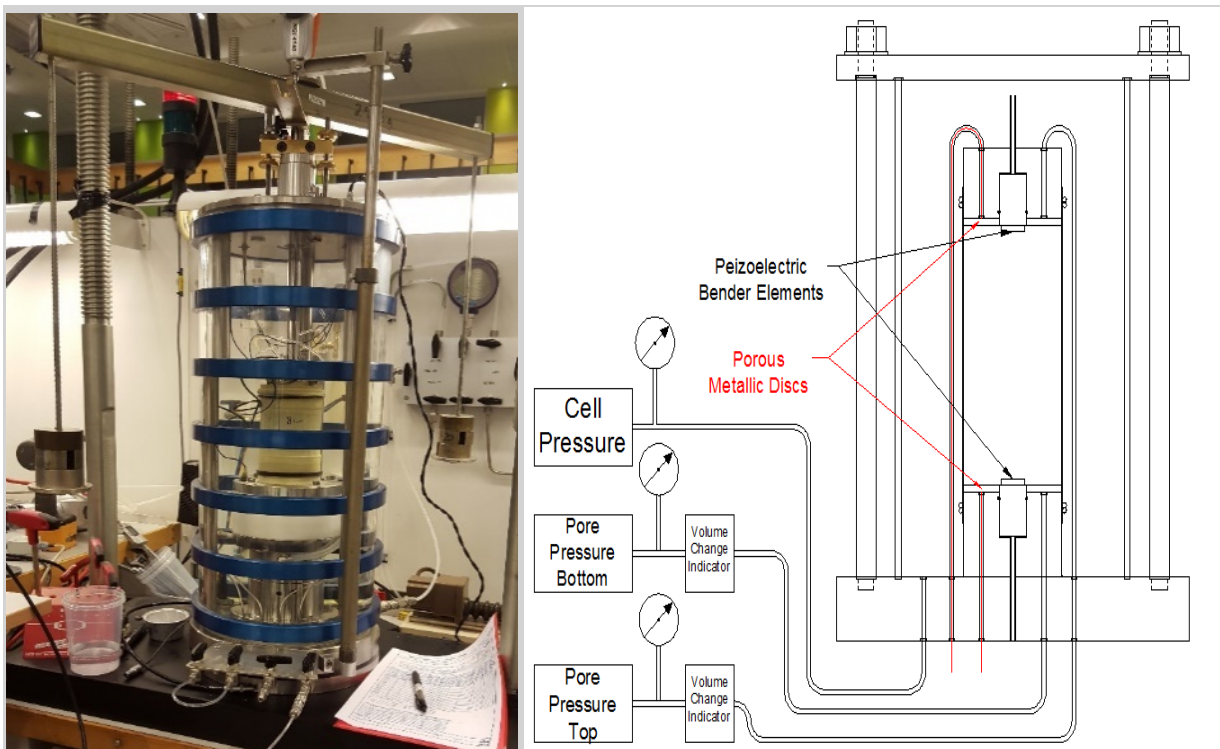 Peizoelectric
Bender Elements
Porous
Metallic Discs
Cell
Pressure
Pore
Pressure
Bottom
Volume
Change
Indicator
Pore
Pressure
Top
Volume
Change
Indicator